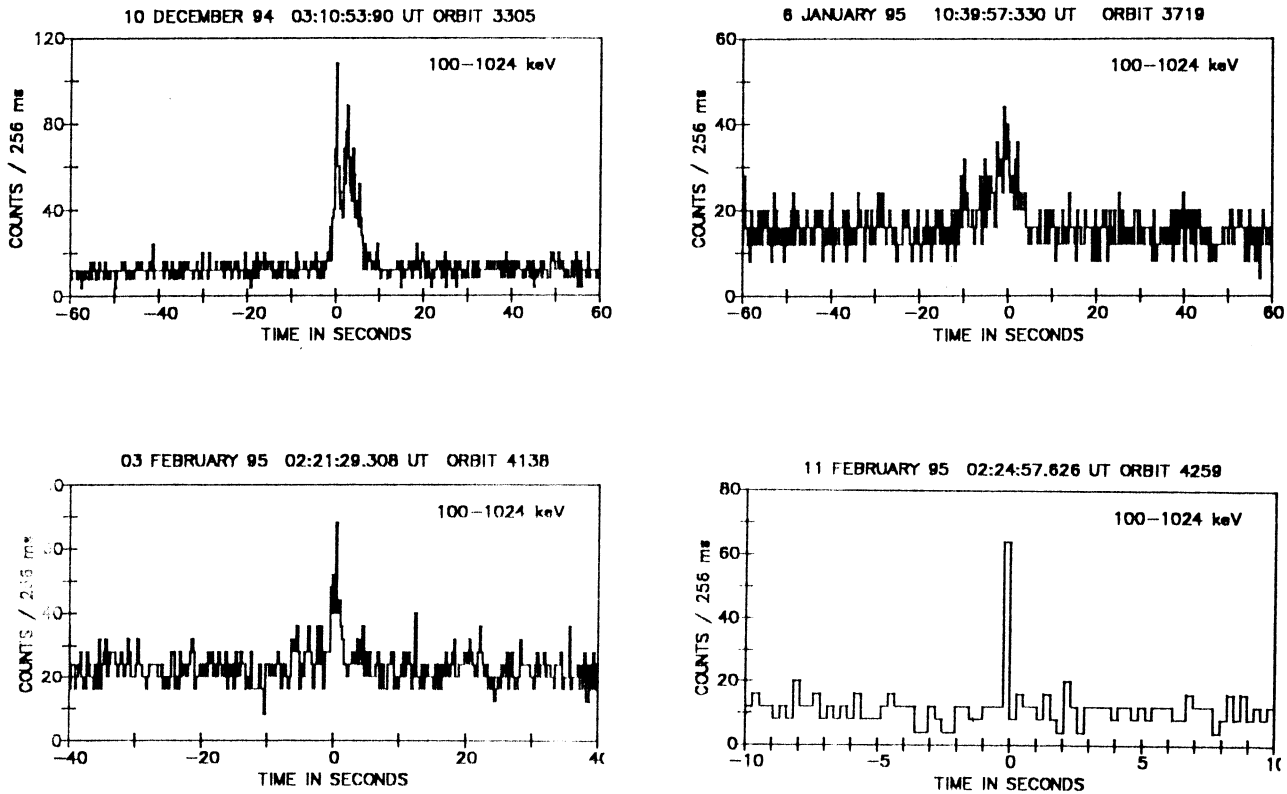 10 DECEMBER 94 03:10:53:90 UT ORBIT 3305
120
80
40
0
COUNTS / 256 ms
100-1024 keV
-60 -40 -20 0 20 40 60
TIME IN SECONDS
6 JANUARY 95 10:39:57:330 UT ORBIT 3719
60
40
20
0
COUNTS / 256 ms
100-1024 keV
-60 -40 -20 0 20 40 60
TIME IN SECONDS
03 FEBRUARY 95 02:21:29.308 UT ORBIT 4138
40
20
0
COUNTS / 256 ms
100-1024 keV
-40 -20 0 20
TIME IN SECONDS
11 FEBRUARY 95 02:24:57.626 UT ORBIT 4259
80
60
40
20
0
COUNTS / 256 ms
100-1024 keV
-10 -5 0 5 10
TIME IN SECONDS